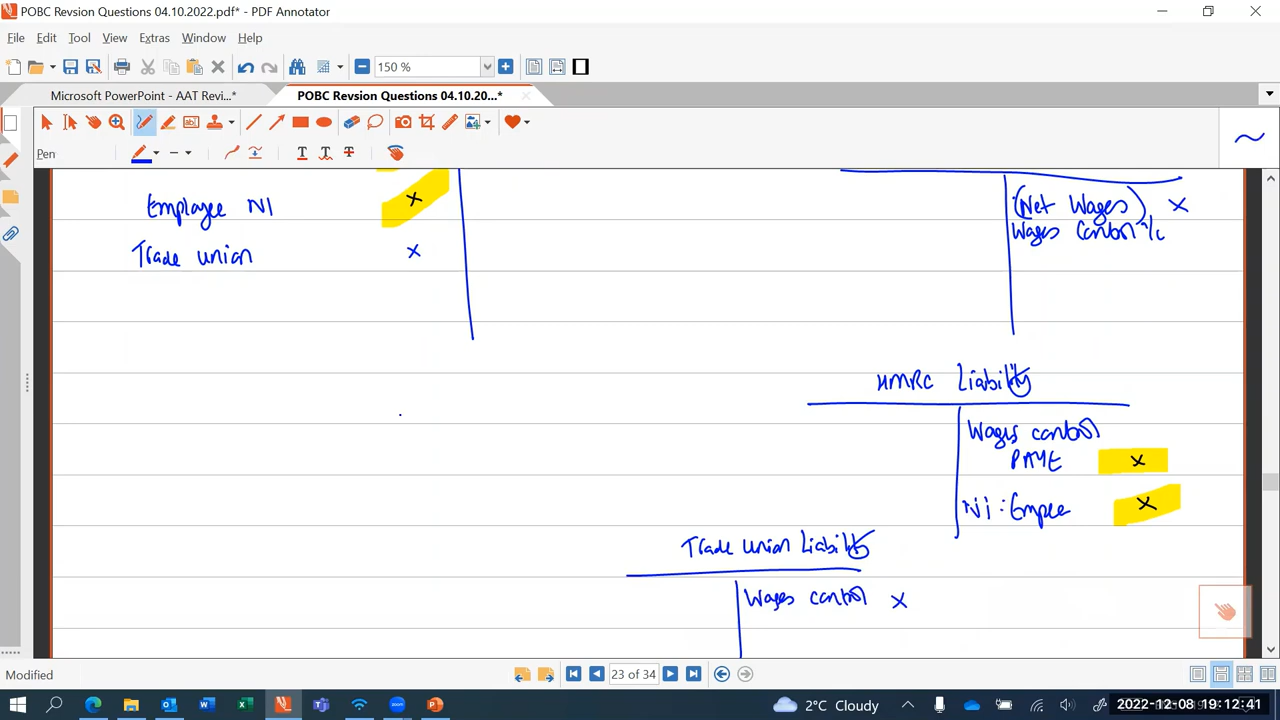 POBC Revsion Questions 04.10.2022.pdf* - PDF Annotator
File Edit Tool View Extras Window Help
150 %
Microsoft PowerPoint - AAT Revi...*
POBC Revsion Questions 04.10.20...*
Pen
Employee NI x
Trade union x
(Net Wages) x
Wages Control a/c
HMRC Liability
Wages control
PAYE x
Ni : Empee x
Trade union Liability
Wages control x
Modified
23 of 34
2°C Cloudy
2022-12-08 19:12:41